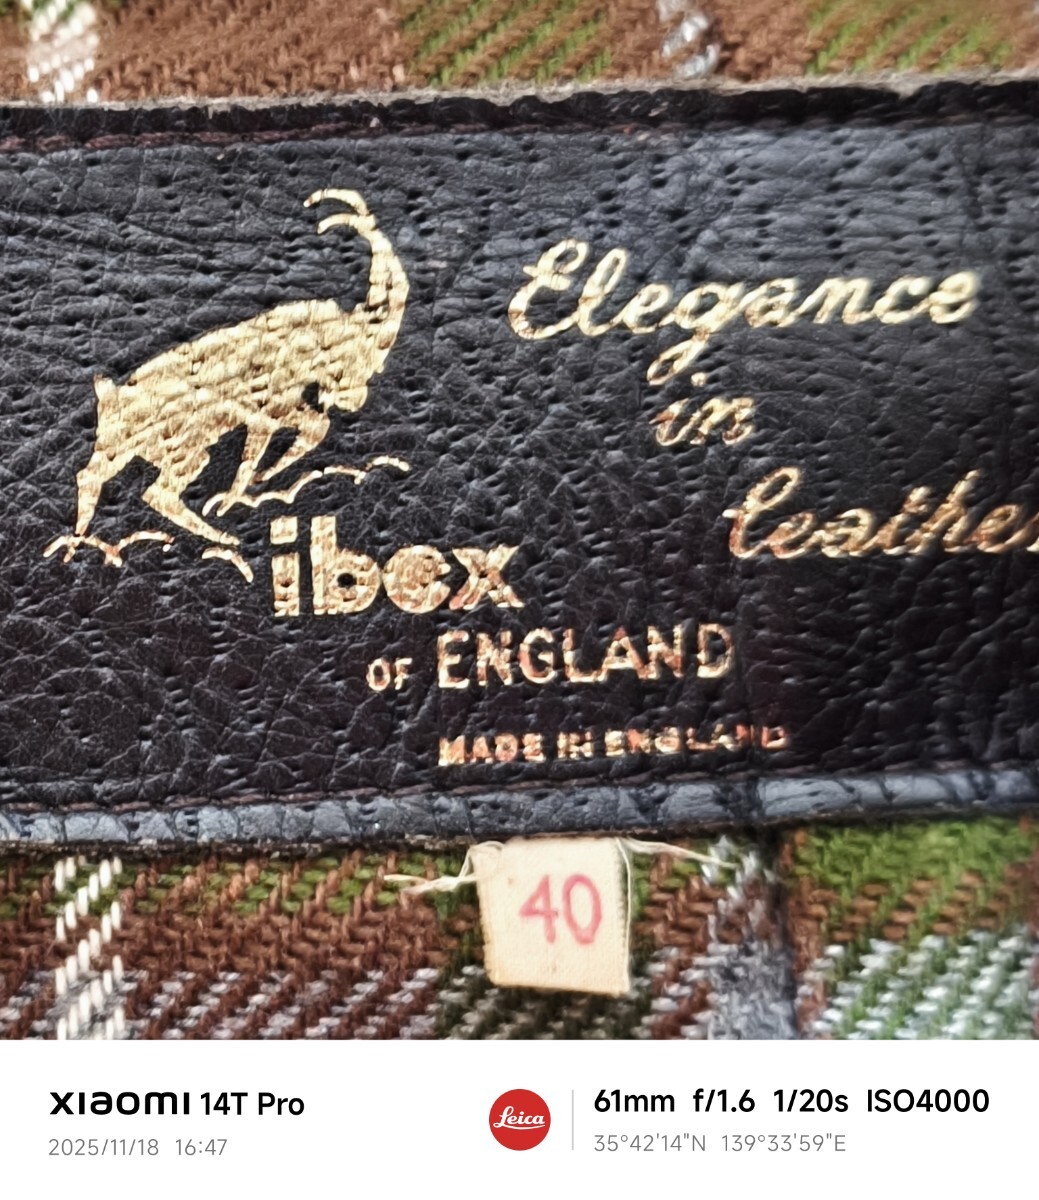 Elegance
in
leather
ibex
OF ENGLAND
MADE IN ENGLAND
40
XIAOMI 14T Pro
2025/11/18 16:47
Leica
61mm f/1.6 1/20s ISO4000
35°42'14"N 139°33'59"E